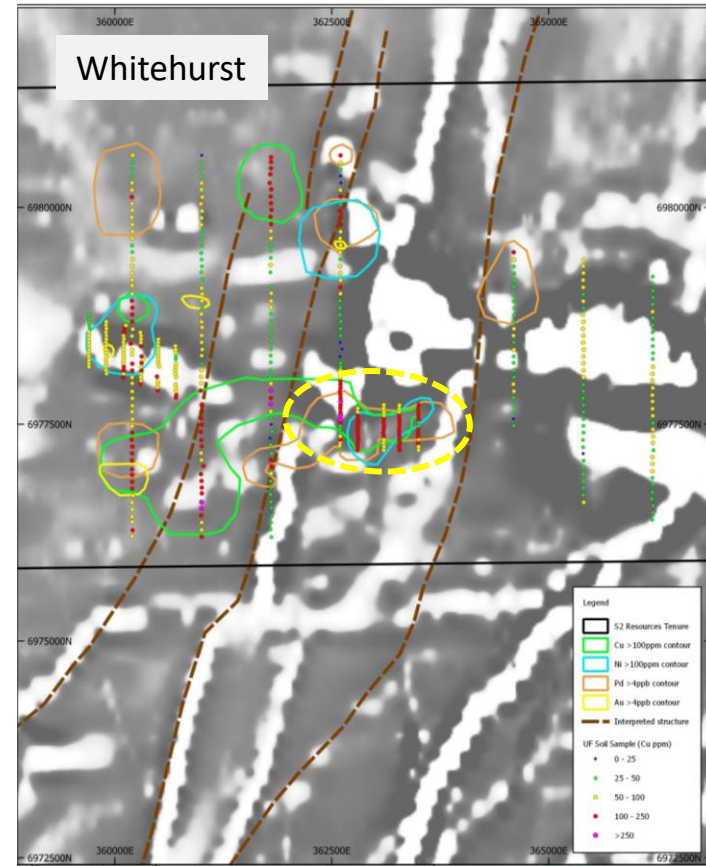 360000E
362500E
365000E
Whitehurst
6980000N
6980000N
6977500N
6977500N
6975000N
6975000N
Legend
S2 Resources Tenure
Cu >100ppm contour
Ni >100ppm contour
Pd >4ppb contour
Au >4ppb contour
Interpreted structure
UF Soil Sample (Cu ppm)
0 - 25
25 - 50
50 - 100
100 - 250
>250
6972500N
6972500N
360000E
362500E
365000E